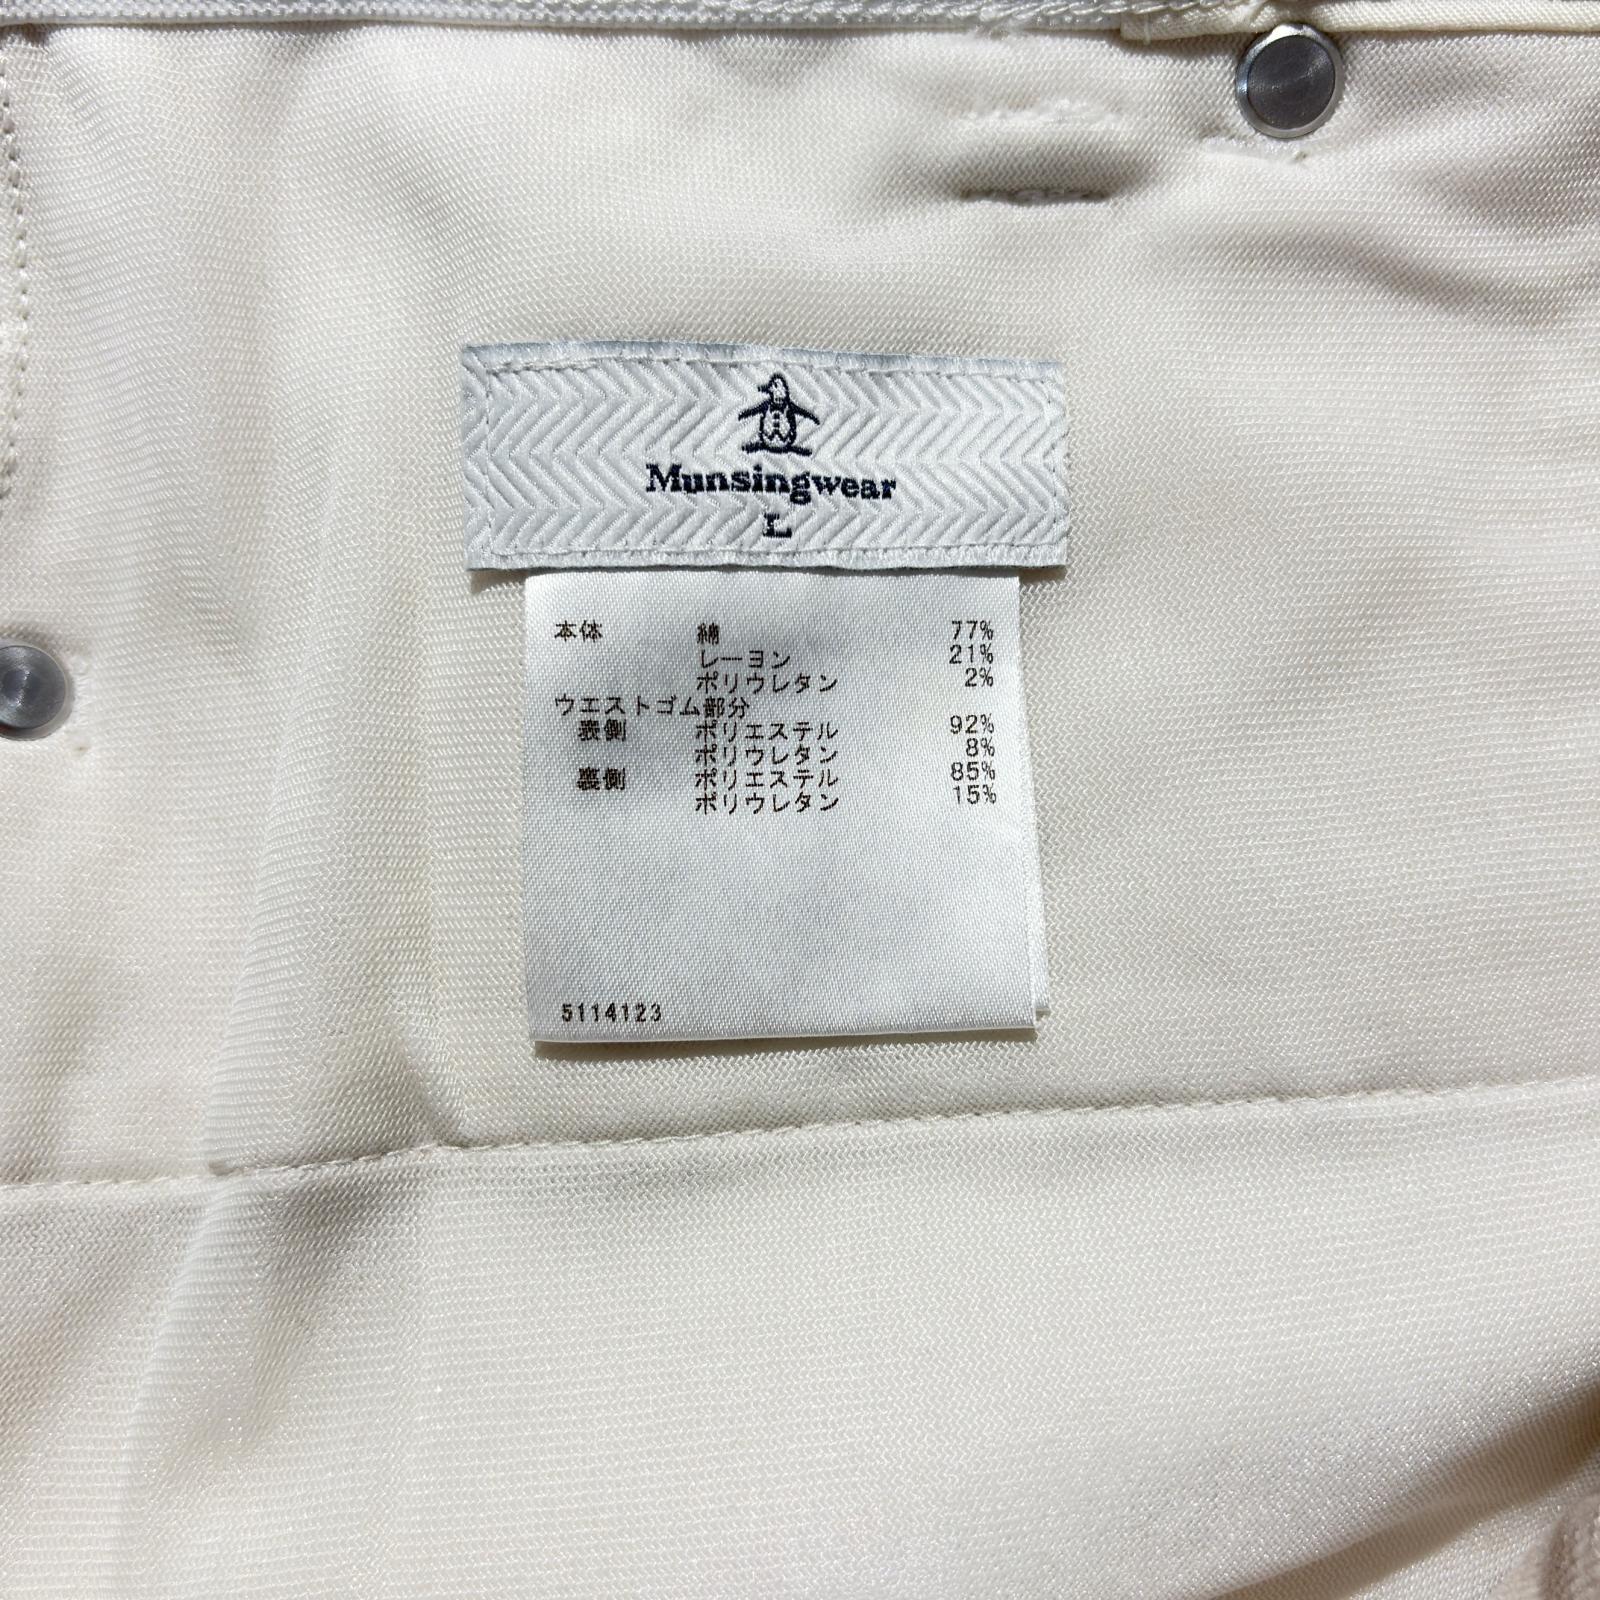 Munsingwear
L
本体 綿 77%
レーヨン 21%
ポリウレタン 2%
ウエストゴム部分
表側 ポリエステル 92%
ポリウレタン 8%
裏側 ポリエステル 85%
ポリウレタン 15%
5114123